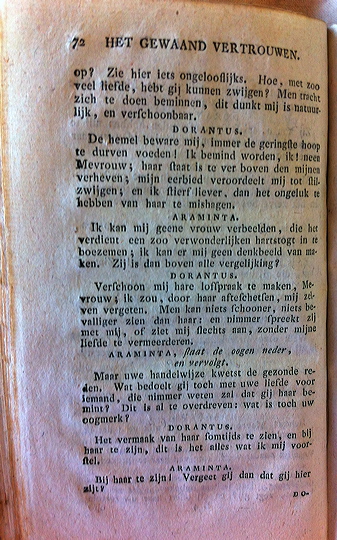 72 HET GEWAAND VERTROUWEN.
op? Zie hier iets ongelooflijks. Hoe, met zoo
veel liefde, hebt gij kunnen zwijgen? Men tracht
zich te doen beminnen, dit dunkt mij is natuur-
lijk, en verschoonbaar.
DORANTUS.
De hemel beware mij, immer de geringste hoop
te durven voeden! Ik bemind worden, ik! neen
Mevrouw; haar staat is te ver boven den mijnen
verheven; mijn eerbied veroordeelt mij tot stil-
zwijgen; en ik stierf liever, dan het ongeluk te
hebben van haar te mishagen.
ARAMINTA.
Ik kan mij geene vrouw verbeelden, die het
verdient een zoo verwonderlijken hartstogt in te
boezemen; ik kan er mij geen denkbeeld van ma-
ken. Zij is dan boven alle vergelijking?
DORANTUS.
Verschoon mij hare lofspraak te maken, Me-
vrouw; ik zou, door haar afteschetsen, mij zel-
ven vergeten. Men kan niets schooner, niets be-
valliger zien dan haar: en nimmer spreekt zij
met mij, of ziet mij slechts aan, zonder mijne
liefde te vermeerderen.
ARAMINTA, slaat de oogen neder,
en vervolgt.
Maar uwe handelwijze kwetst de gezonde re-
den. Wat bedoelt gij toch met uwe liefde voor
iemand, die nimmer weten zal dat gij haar be-
mint? Dit is al te overdreven: wat is toch uw
oogmerk?
DORANTUS.
Het vermaak van haar somtijds te zien, en bij
haar te zijn, dit is het alles wat ik mij voor-
stel.
ARAMINTA.
Bij haar te zijn! Vergeet gij dan dat gij hier
zijt?
DO-